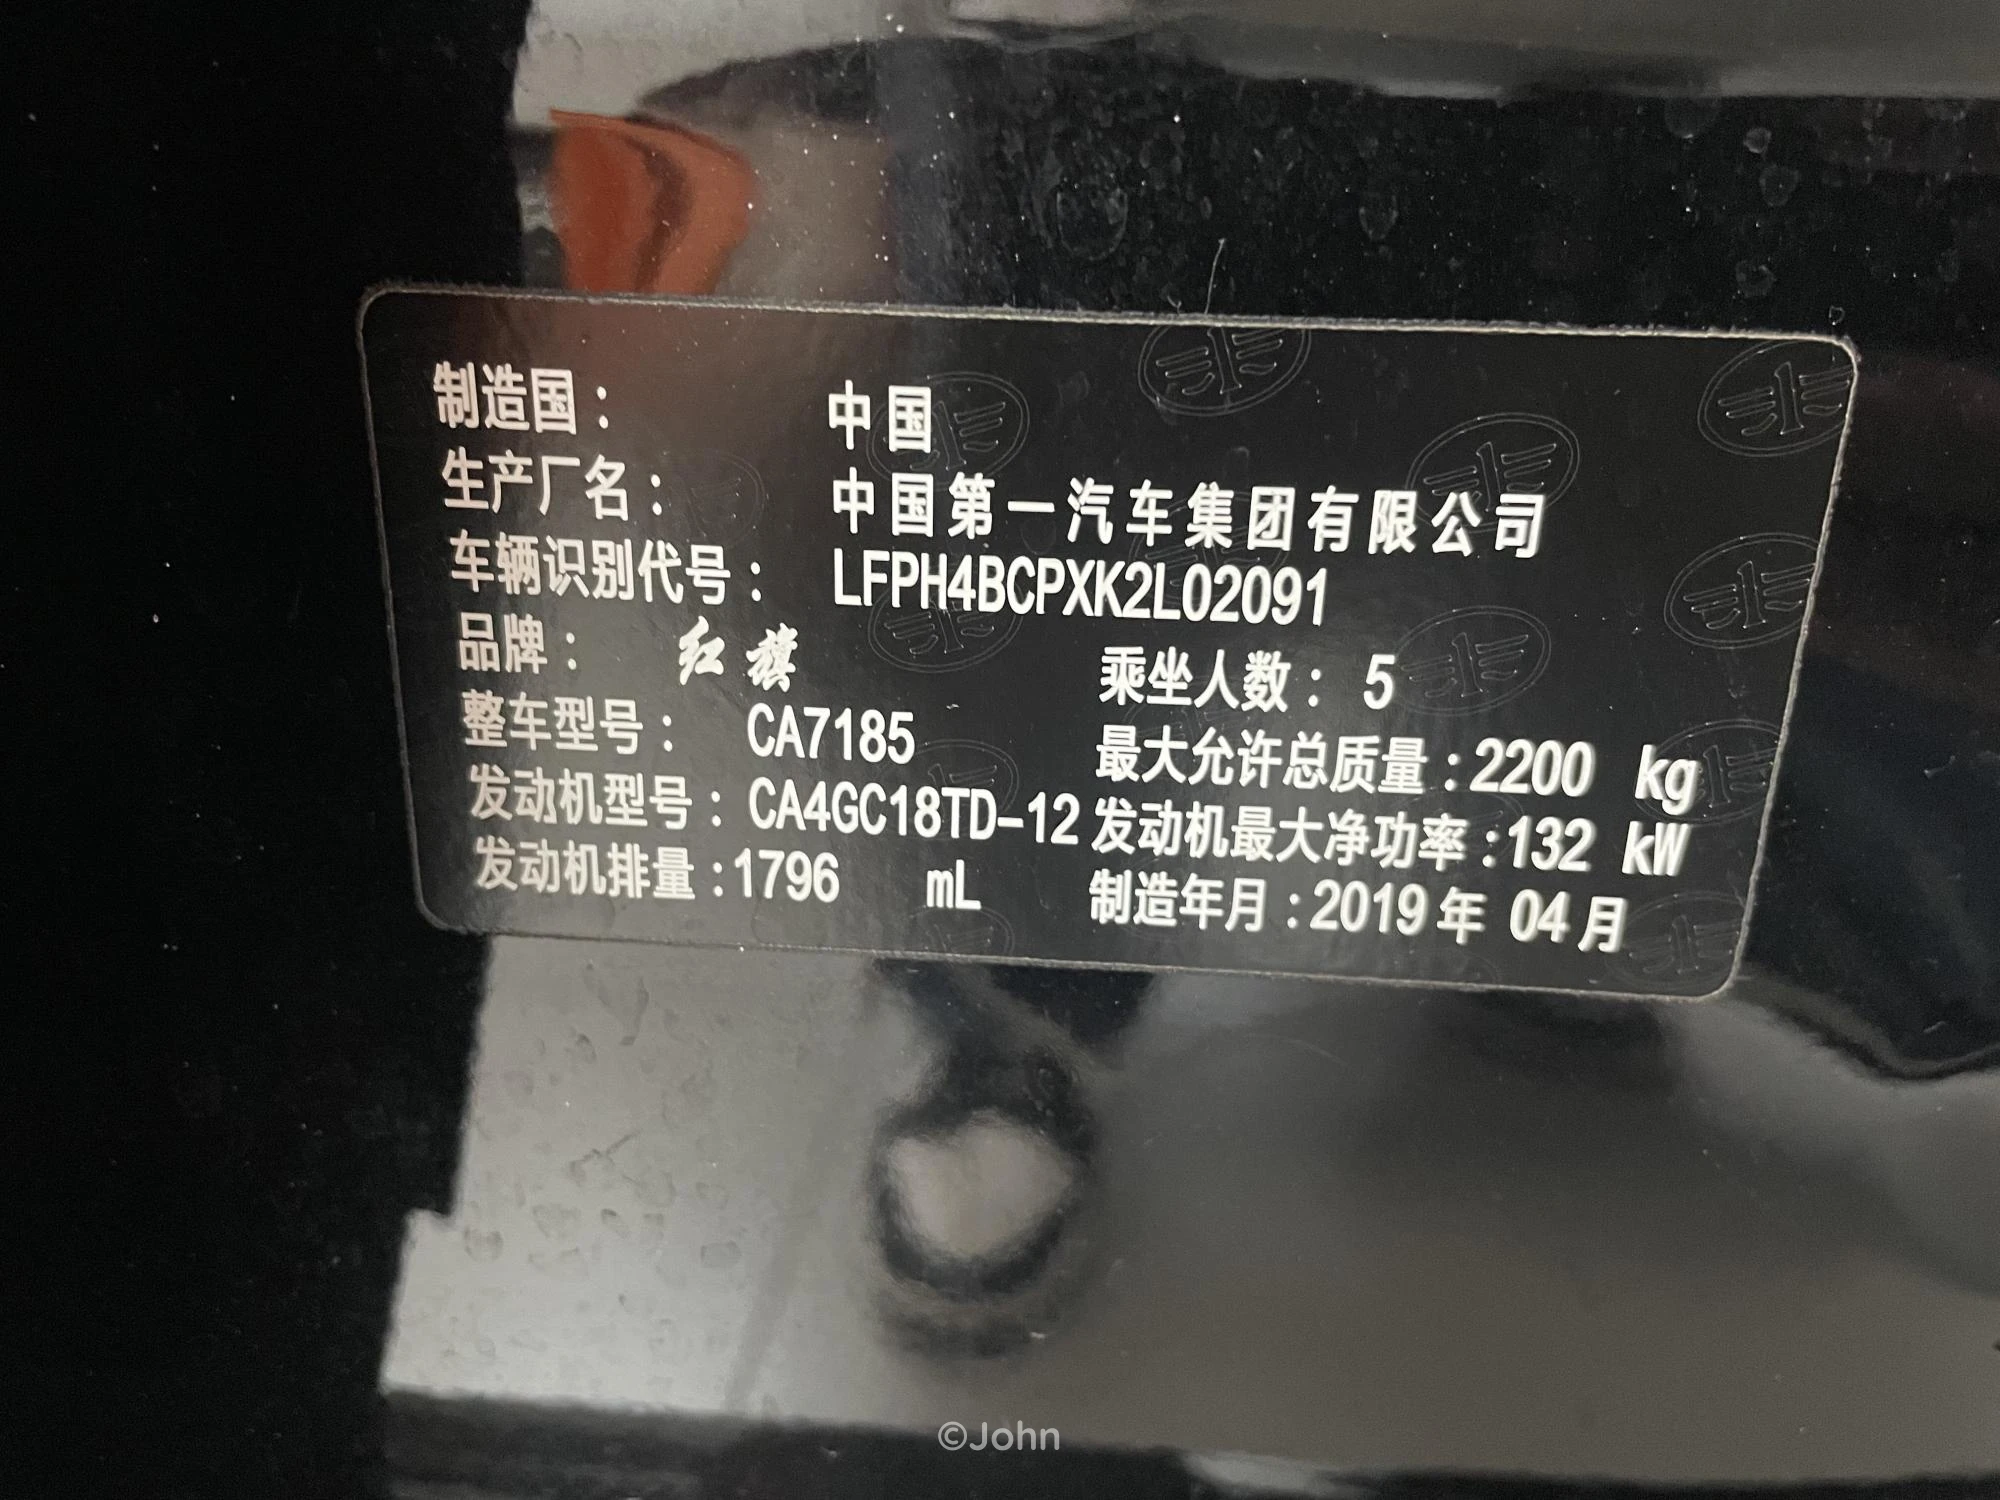 制造国： 中国
生产厂名： 中国第一汽车集团有限公司
车辆识别代号： LFPH4BCPXK2L02091
品牌： 红旗 乘坐人数： 5
整车型号： CA7185 最大允许总质量：2200 kg
发动机型号： CA4GC18TD-12 发动机最大净功率：132 kW
发动机排量：1796 mL 制造年月：2019年 04月
©John